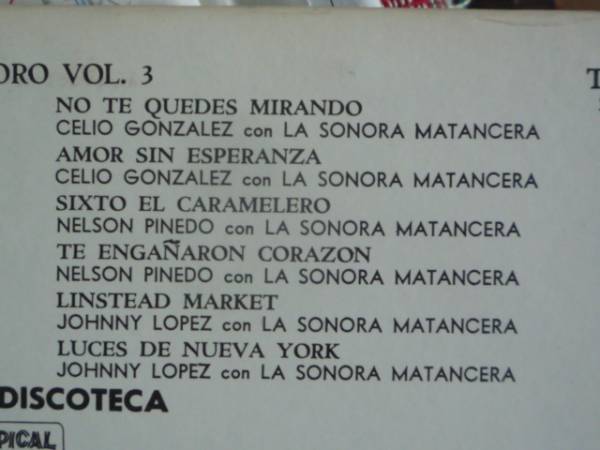 ORO VOL. 3
NO TE QUEDES MIRANDO
CELIO GONZALEZ con LA SONORA MATANCERA
AMOR SIN ESPERANZA
CELIO GONZALEZ con LA SONORA MATANCERA
SIXTO EL CARAMELERO
NELSON PINEDO con LA SONORA MATANCERA
TE ENGAÑARON CORAZON
NELSON PINEDO con LA SONORA MATANCERA
LINSTEAD MARKET
JOHNNY LOPEZ con LA SONORA MATANCERA
LUCES DE NUEVA YORK
JOHNNY LOPEZ con LA SONORA MATANCERA
DISCOTECA
PICAL